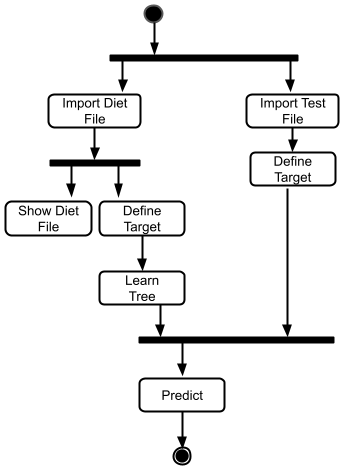 Import Diet
File
Import Test
File
Define
Target
Show Diet
File
Define
Target
Learn
Tree
Predict